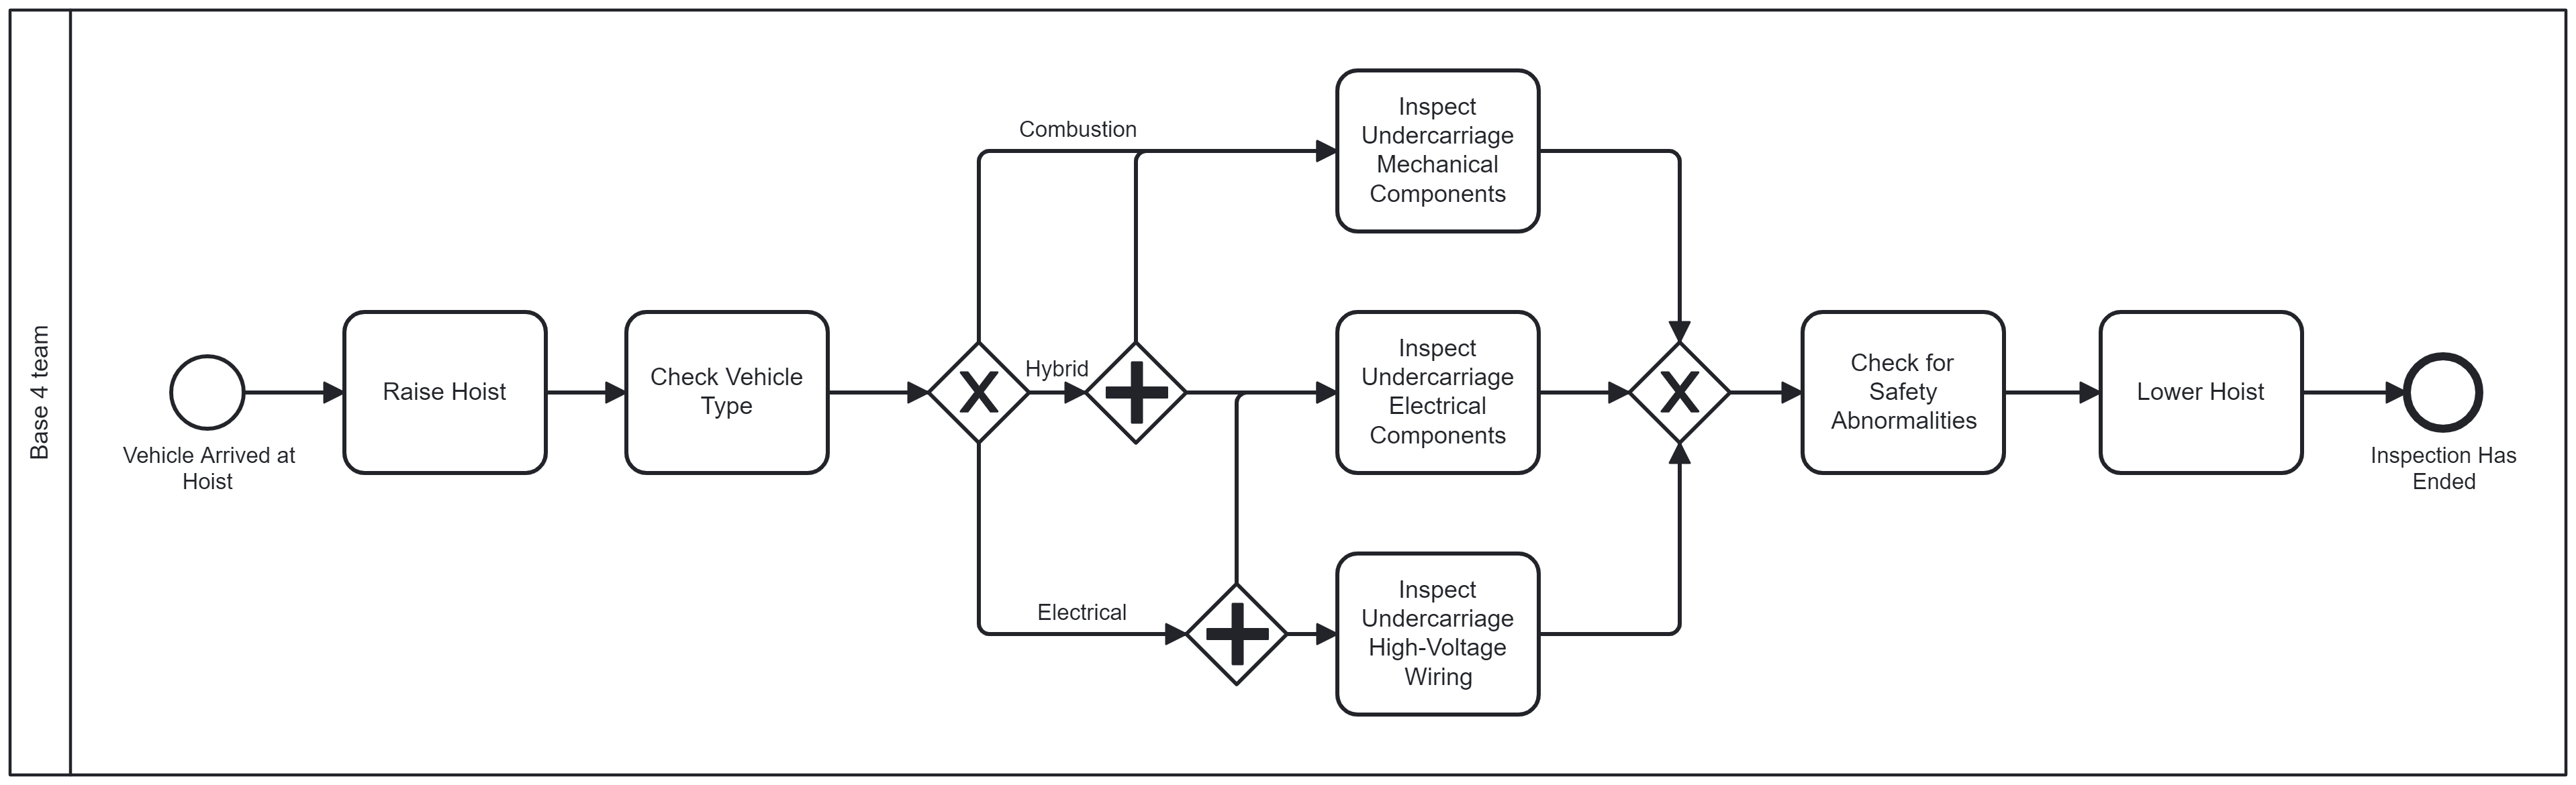 Base 4 team
Vehicle Arrived at
Hoist
Raise Hoist
Check Vehicle
Type
Combustion
Hybrid
Electrical
Inspect
Undercarriage
Mechanical
Components
Inspect
Undercarriage
Electrical
Components
Inspect
Undercarriage
High-Voltage
Wiring
Check for
Safety
Abnormalities
Lower Hoist
Inspection Has
Ended